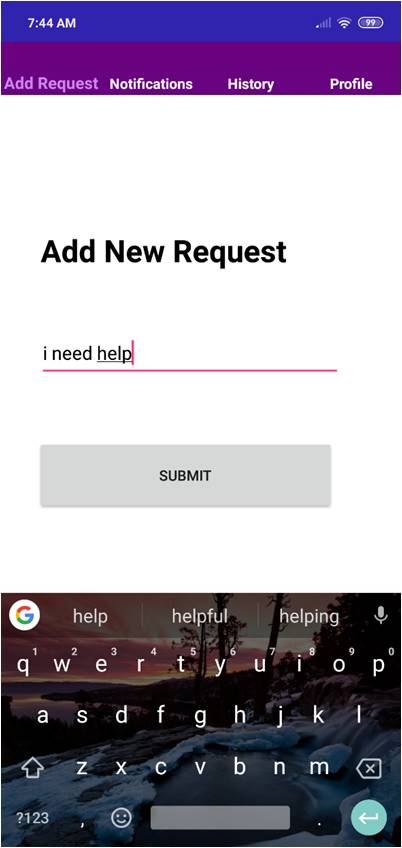 7:44 AM 99
Add Request Notifications History Profile
Add New Request
i need help
SUBMIT
G help helpful helping
1 2 3 4 5 6 7 8 9 0
q w e r t y u i o p
a s d f g h j k l
z x c v b n m
?123 , .